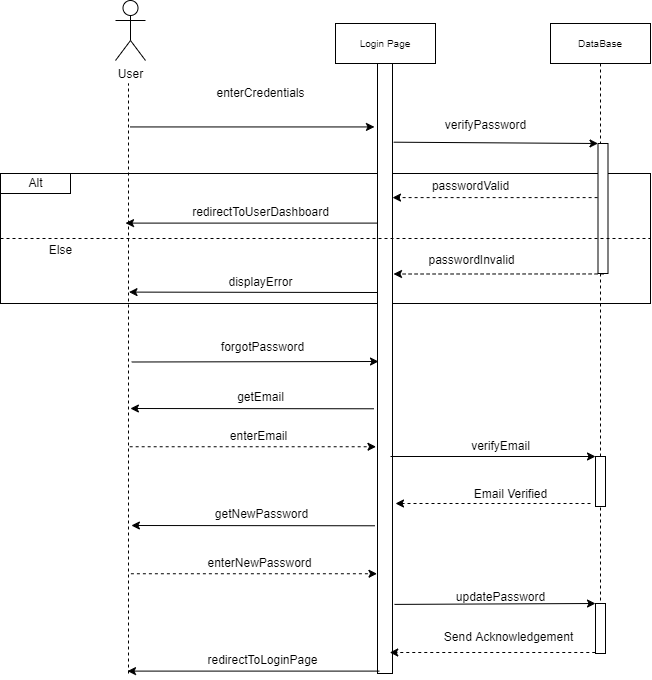 Login Page
DataBase
User
enterCredentials
verifyPassword
Alt
passwordValid
redirectToUserDashboard
Else
passwordInvalid
displayError
forgotPassword
getEmail
enterEmail
verifyEmail
Email Verified
getNewPassword
enterNewPassword
updatePassword
Send Acknowledgement
redirectToLoginPage